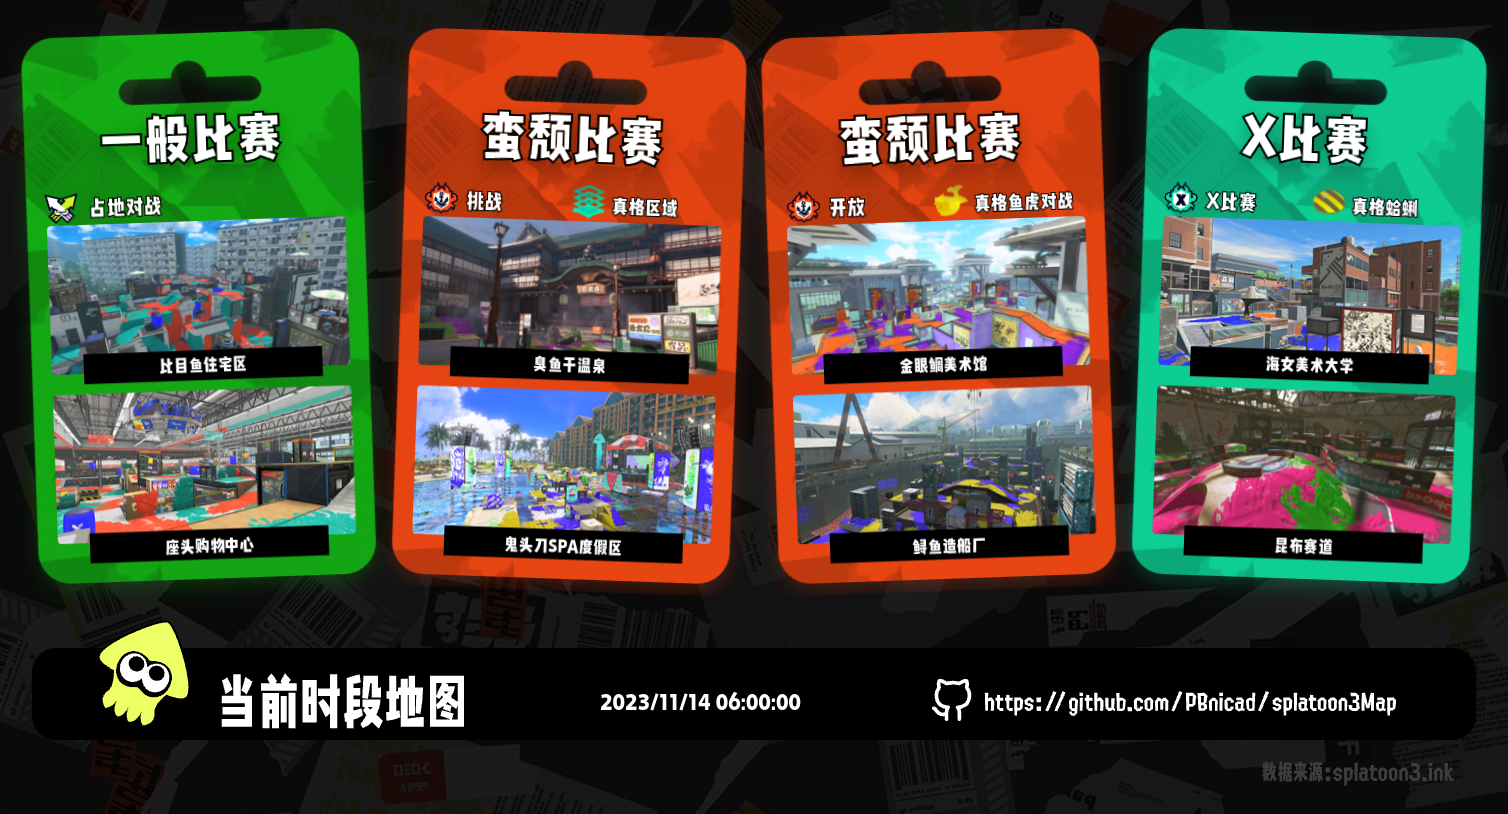 一般比赛
占地对战
比目鱼住宅区
座头购物中心
蛮颓比赛
挑战
真格区域
臭鱼干温泉
鬼头刀SPA度假区
蛮颓比赛
开放
真格鱼虎对战
金眼鲷美术馆
鲟鱼造船厂
X比赛
X比赛
真格蛤蜊
海女美术大学
昆布赛道
当前时段地图
2023/11/14 06:00:00
https://github.com/PBnicad/splatoon3Map
数据来源:splatoon3.ink